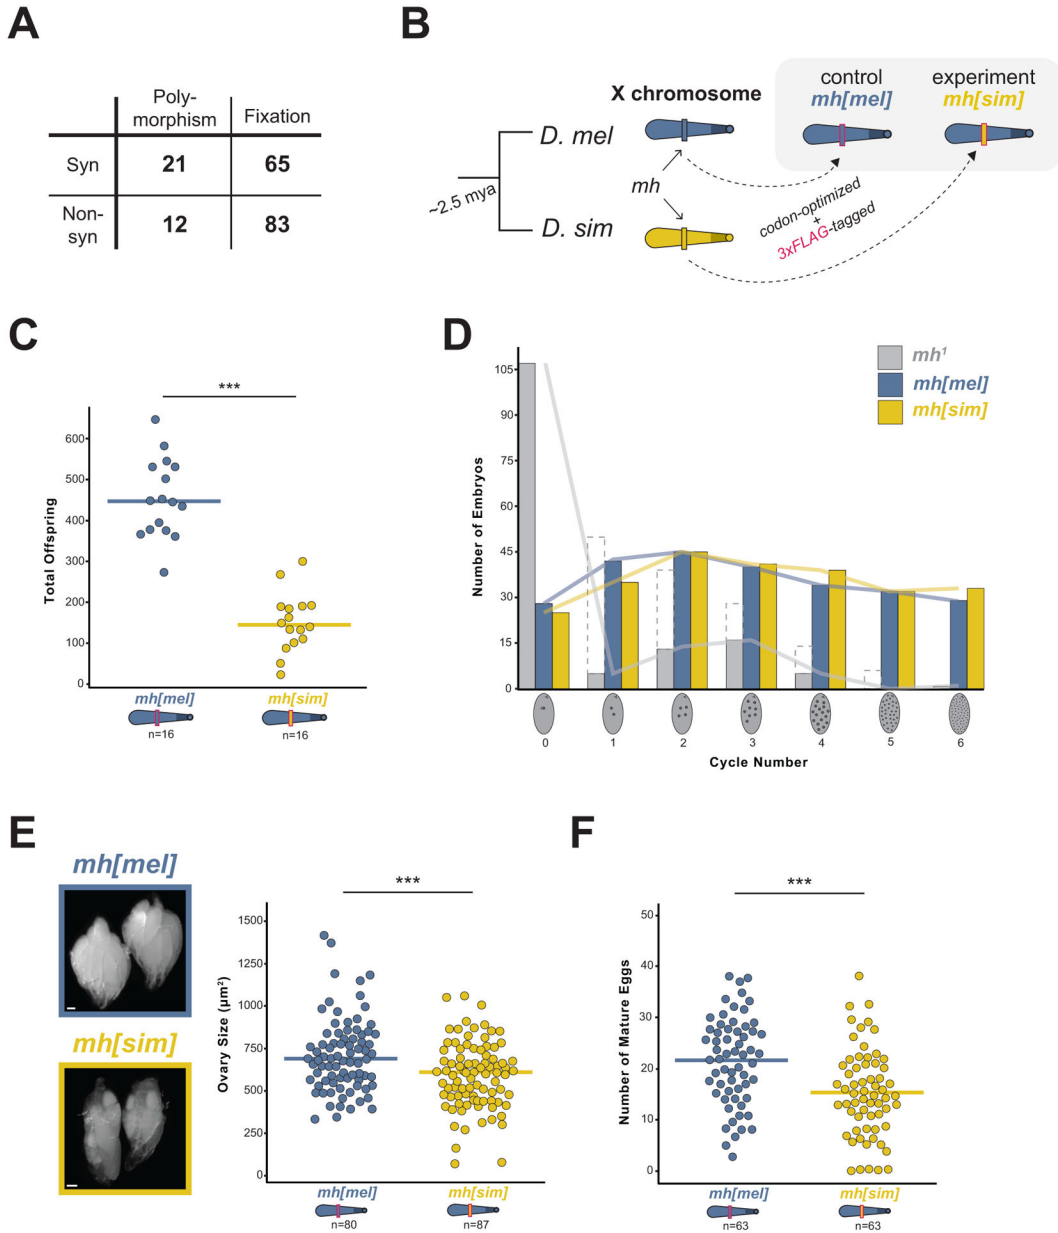 A
Poly-
morphism
Fixation
Syn
21
65
Non-
syn
12
83
B
X chromosome
control
mh[mel]
experiment
mh[sim]
~2.5 mya
D. mel
D. sim
mh
codon-optimized
+
3xFLAG-tagged
C
***
Total Offspring
600
500
400
300
200
100
0
mh[mel]
n=16
mh[sim]
n=16
D
mh¹
mh[mel]
mh[sim]
Number of Embryos
105
90
75
60
45
30
15
0
0 1 2 3 4 5 6
Cycle Number
E
mh[mel]
mh[sim]
***
Ovary Size (µm²)
1500
1250
1000
750
500
250
0
mh[mel]
n=80
mh[sim]
n=87
F
***
Number of Mature Eggs
50
40
30
20
10
0
mh[mel]
n=63
mh[sim]
n=63